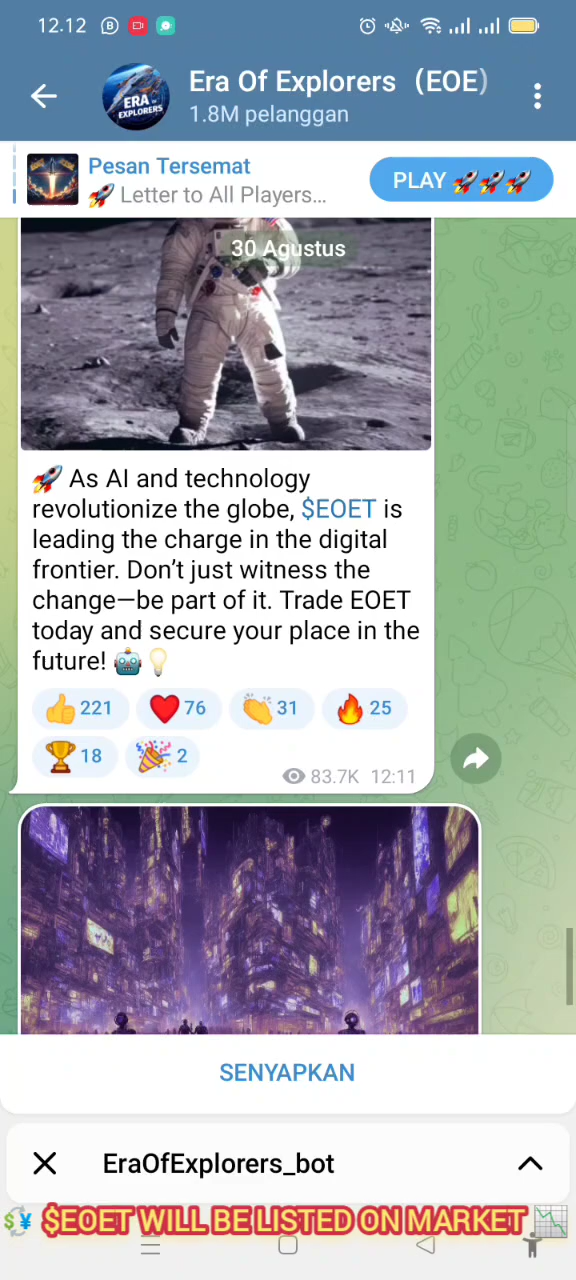 12.12
Era Of Explorers (EOE)
1.8M pelanggan
ERA OF
EXPLORERS
Pesan Tersemat
🚀 Letter to All Players...
PLAY 🚀🚀🚀
30 Agustus
🚀 As AI and technology
revolutionize the globe, $EOET is
leading the charge in the digital
frontier. Don’t just witness the
change—be part of it. Trade EOET
today and secure your place in the
future! 🤖💡
👍 221 ❤️ 76 👏 31 🔥 25
🏆 18 🎉 2
83.7K 12:11
SENYAPKAN
EraOfExplorers_bot
$EOET WILL BE LISTED ON MARKET